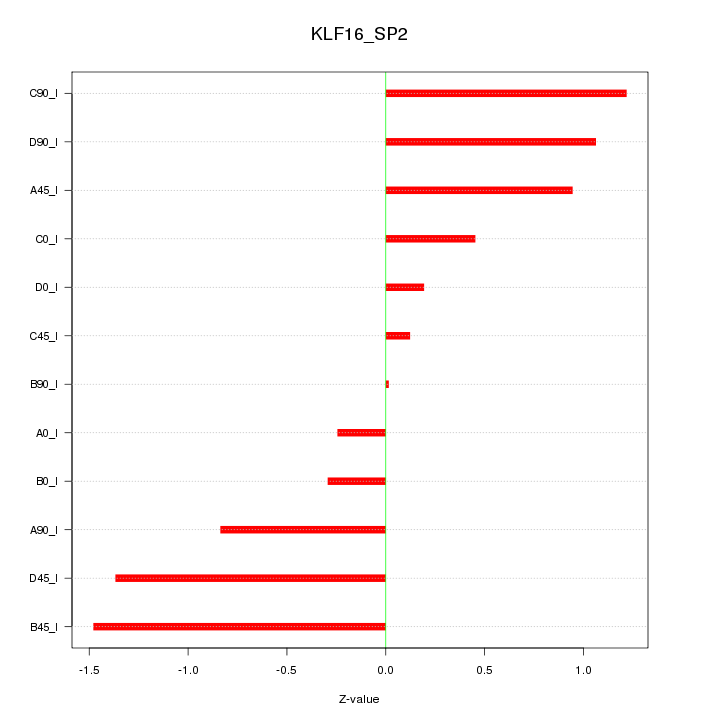 KLF16_SP2
C90_I
D90_I
A45_I
C0_I
D0_I
C45_I
B90_I
A0_I
B0_I
A90_I
D45_I
B45_I
-1.5 -1.0 -0.5 0.0 0.5 1.0
Z-value